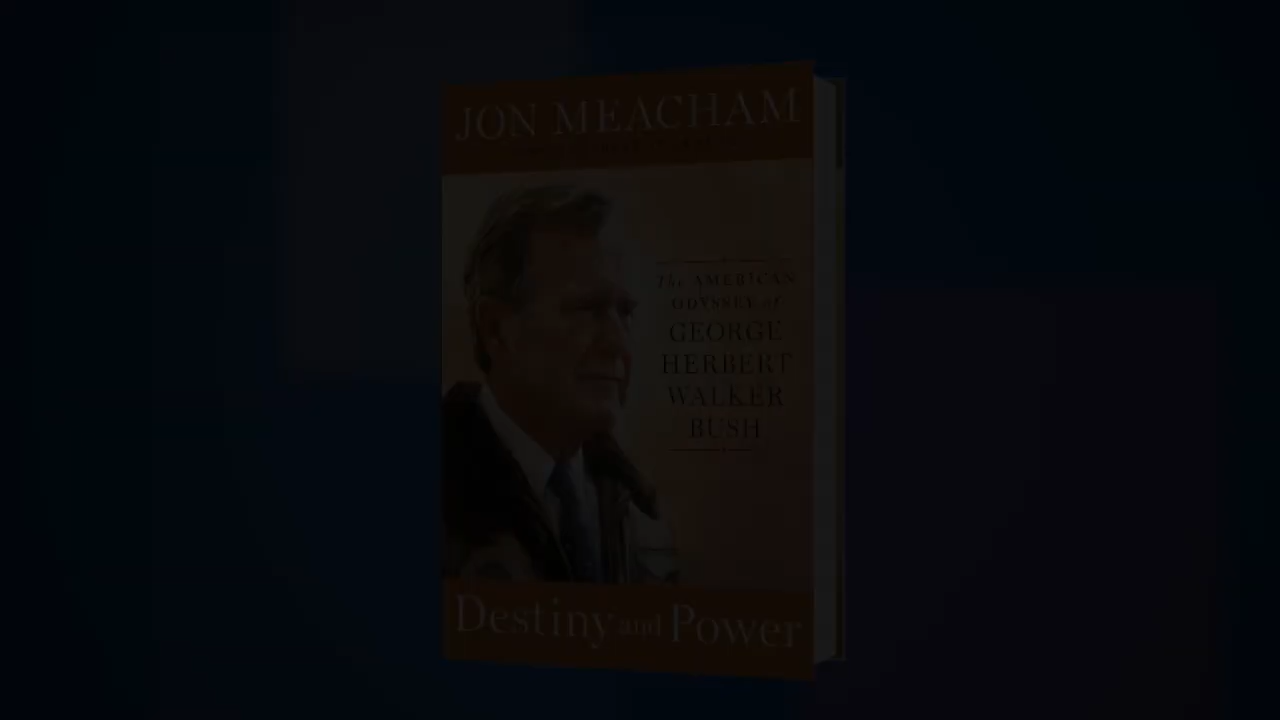 JON MEACHAM
The AMERICAN
ODYSSEY of
GEORGE
HERBERT
WALKER
BUSH
Destiny and Power